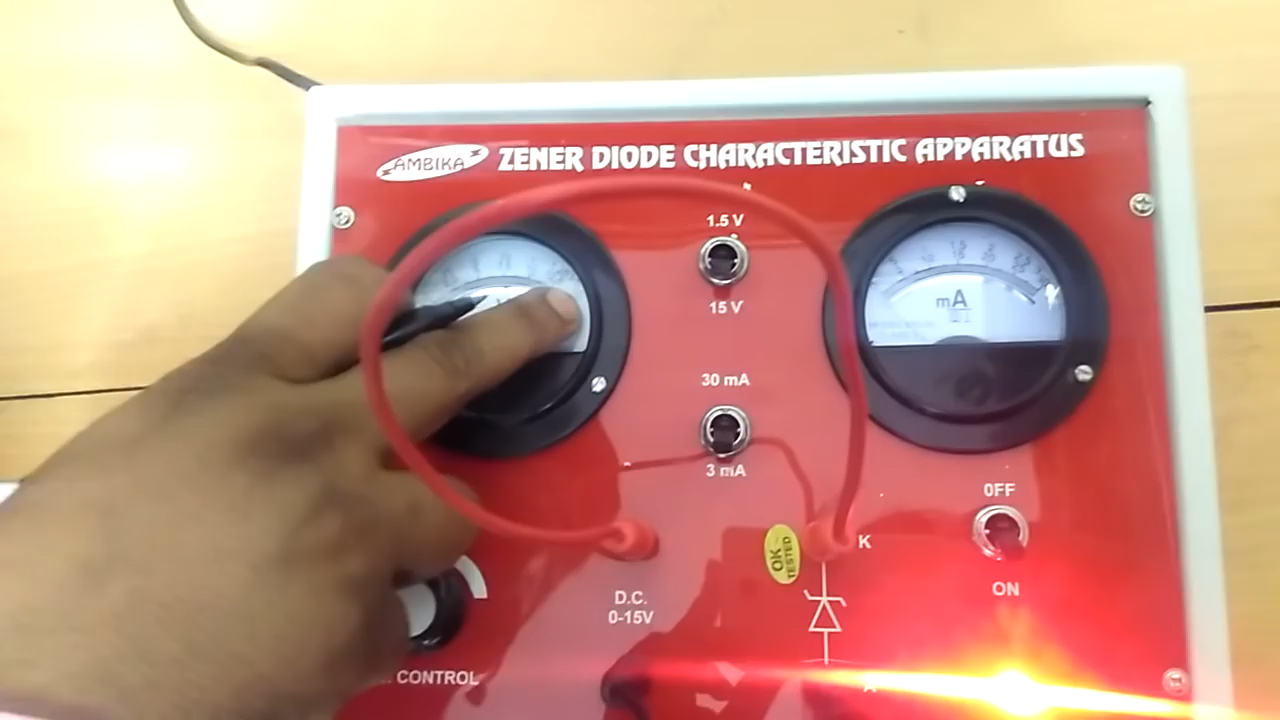 AMBIKA
ZENER DIODE CHARACTERISTIC APPARATUS
1.5 V
15 V
30 mA
3 mA
mA
OFF
ON
K
OK
TESTED
D.C.
0-15V
CONTROL
A